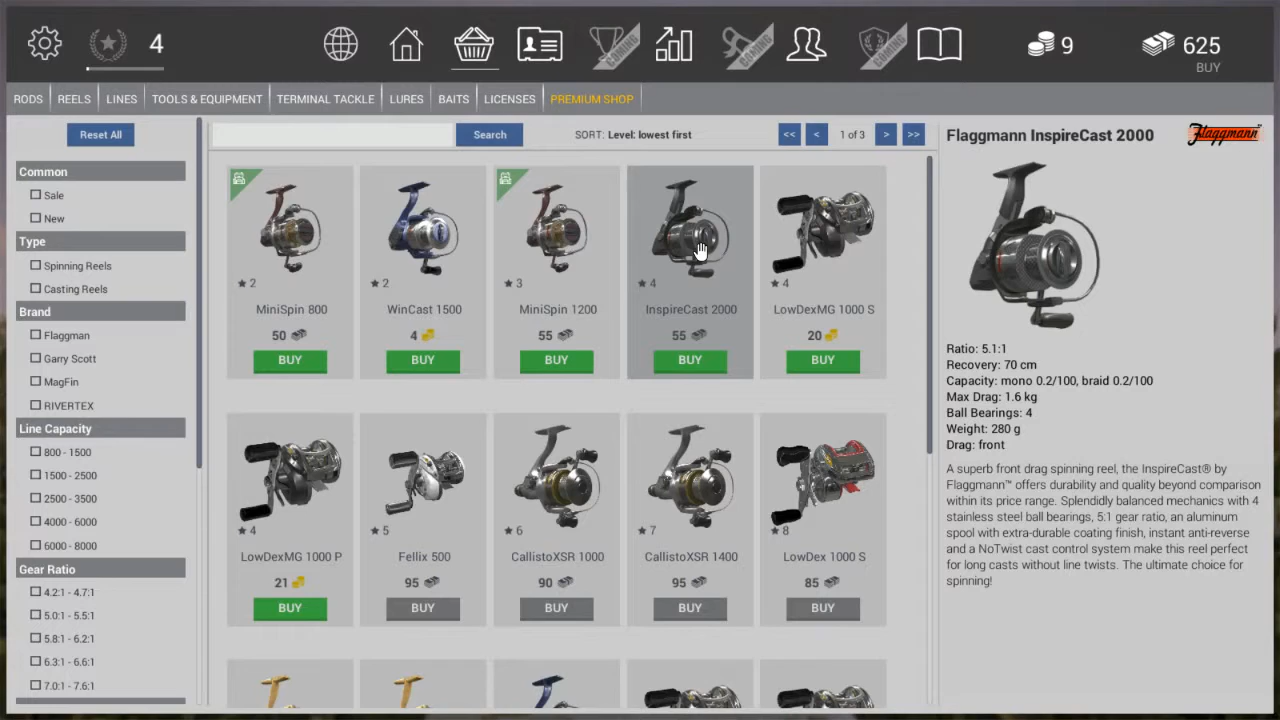 4
COMING
COMING
COMING
9
625
BUY
RODS
REELS
LINES
TOOLS & EQUIPMENT
TERMINAL TACKLE
LURES
BAITS
LICENSES
PREMIUM SHOP
Reset All
Search
SORT: Level: lowest first
<<
<
1 of 3
>
>>
Common
Sale
New
Type
Spinning Reels
Casting Reels
Brand
Flaggman
Garry Scott
MagFin
RIVERTEX
Line Capacity
800 - 1500
1500 - 2500
2500 - 3500
4000 - 6000
6000 - 8000
Gear Ratio
4.2:1 - 4.7:1
5.0:1 - 5.5:1
5.8:1 - 6.2:1
6.3:1 - 6.6:1
7.0:1 - 7.6:1
2
MiniSpin 800
50
BUY
2
WinCast 1500
4
BUY
3
MiniSpin 1200
55
BUY
4
InspireCast 2000
55
BUY
4
LowDexMG 1000 S
20
BUY
4
LowDexMG 1000 P
21
BUY
5
Fellix 500
95
BUY
6
CallistoXSR 1000
90
BUY
7
CallistoXSR 1400
95
BUY
8
LowDex 1000 S
85
BUY
Flaggmann InspireCast 2000
Flaggmann™
Ratio: 5.1:1
Recovery: 70 cm
Capacity: mono 0.2/100, braid 0.2/100
Max Drag: 1.6 kg
Ball Bearings: 4
Weight: 280 g
Drag: front
A superb front drag spinning reel, the InspireCast® by
Flaggmann™ offers durability and quality beyond comparison
within its price range. Splendidly balanced mechanics with 4
stainless steel ball bearings, 5.1 gear ratio, an aluminum
spool with extra-durable coating finish, instant anti-reverse
and a NoTwist cast control system make this reel perfect
for long casts without line twists. The ultimate choice for
spinning!